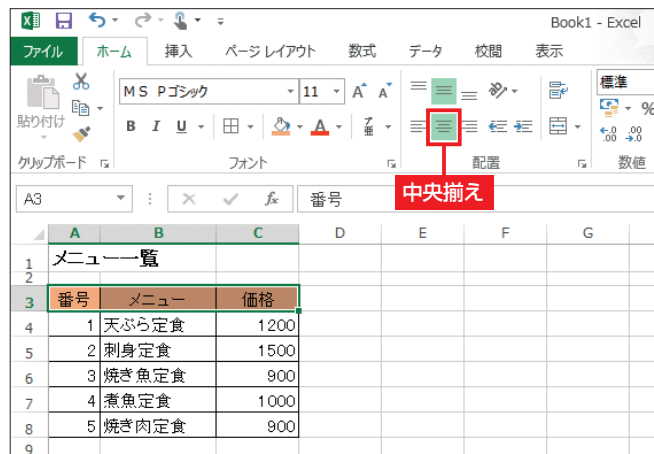 Book1 - Excel
ファイル ホーム 挿入 ページレイアウト 数式 データ 校閲 表示
貼り付け MS Pゴシック 11 A A 標準
B I U A ア亜 %
.0 .00
.00 .0
クリップボード フォント 配置 数値
中央揃え
A3 fx 番号
A B C D E F G
1 メニュー一覧
2
3 番号 メニュー 価格
4 1 天ぷら定食 1200
5 2 刺身定食 1500
6 3 焼き魚定食 900
7 4 煮魚定食 1000
8 5 焼き肉定食 900
9